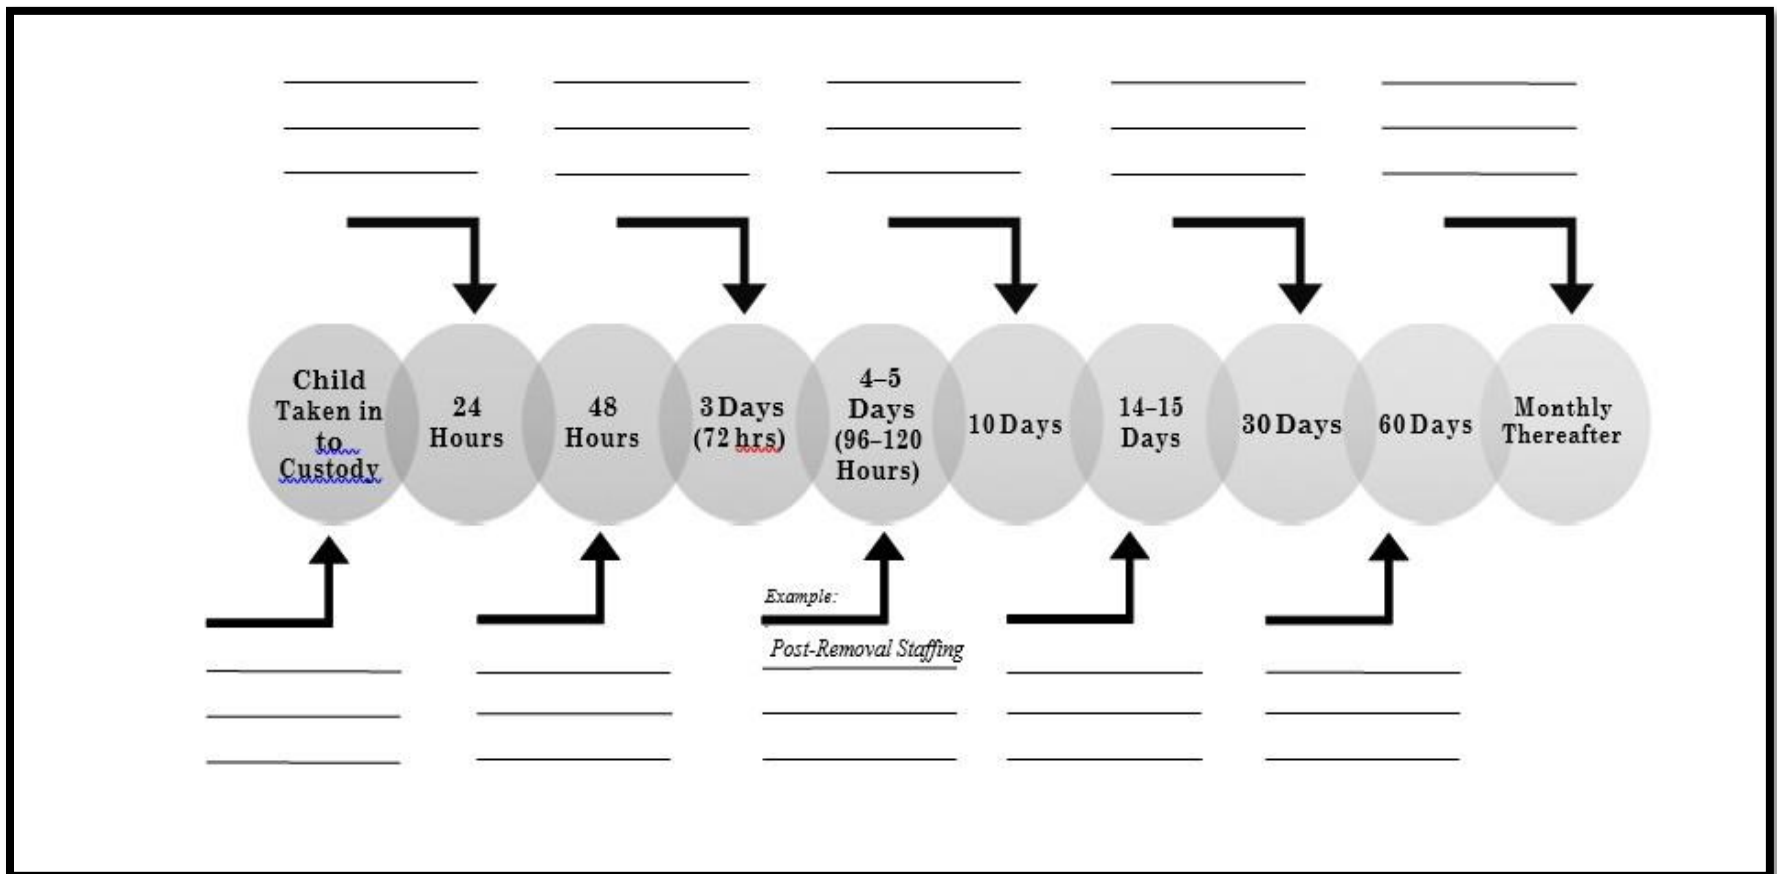 Child
Taken in
to
Custody
24
Hours
48
Hours
3 Days
(72 hrs)
4–5
Days
(96–120
Hours)
10 Days
14–15
Days
30 Days
60 Days
Monthly
Thereafter
Example:
Post-Removal Staffing